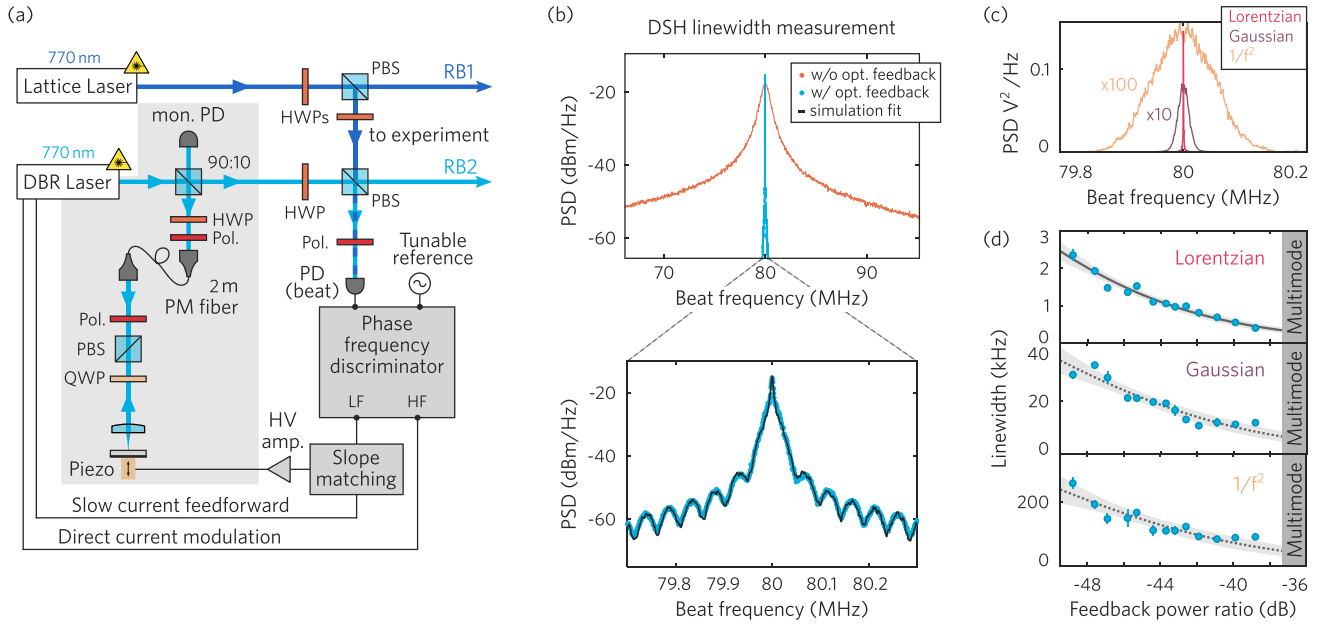 (a)
770 nm
Lattice Laser
PBS
RB1
HWPs
to experiment
mon. PD
770 nm
90:10
DBR Laser
RB2
HWP
PBS
HWP
Pol.
Pol.
Tunable
reference
PD
(beat)
2 m
PM fiber
Pol.
PBS
QWP
Phase
frequency
discriminator
LF
HF
HV
amp.
Slope
matching
Piezo
Slow current feedforward
Direct current modulation
(b)
DSH linewidth measurement
w/o opt. feedback
w/ opt. feedback
simulation fit
PSD (dBm/Hz)
-20
-40
-60
70
80
90
Beat frequency (MHz)
PSD (dBm/Hz)
-20
-40
-60
79.8
79.9
80
80.1
80.2
Beat frequency (MHz)
(c)
Lorentzian
Gaussian
1/f²
x100
x10
PSD V² /Hz
0.1
0
79.8
80
80.2
Beat frequency (MHz)
(d)
3
2
1
0
Lorentzian
Multimode
40
20
0
Gaussian
Multimode
Linewidth (kHz)
200
0
1/f²
Multimode
-48
-44
-40
-36
Feedback power ratio (dB)